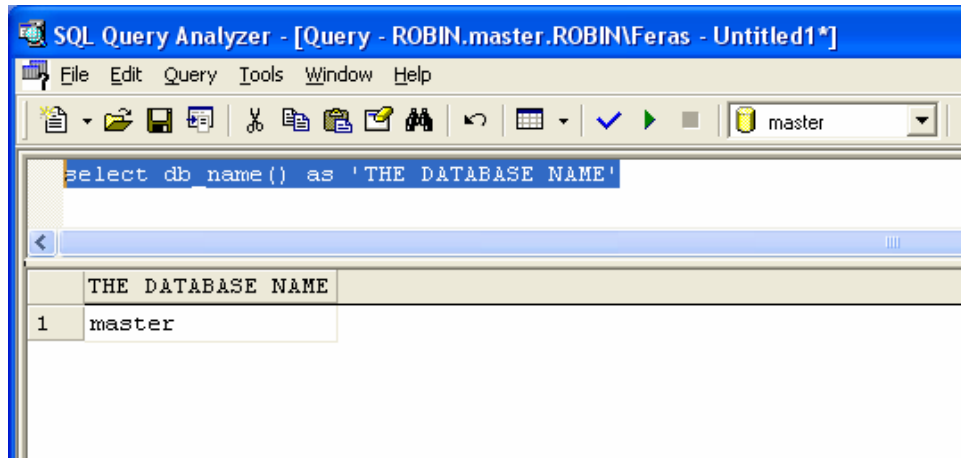 SQL Query Analyzer - [Query - ROBIN.master.ROBIN\Feras - Untitled1*]
File Edit Query Tools Window Help
master
select db_name() as 'THE DATABASE NAME'
THE DATABASE NAME
1 master